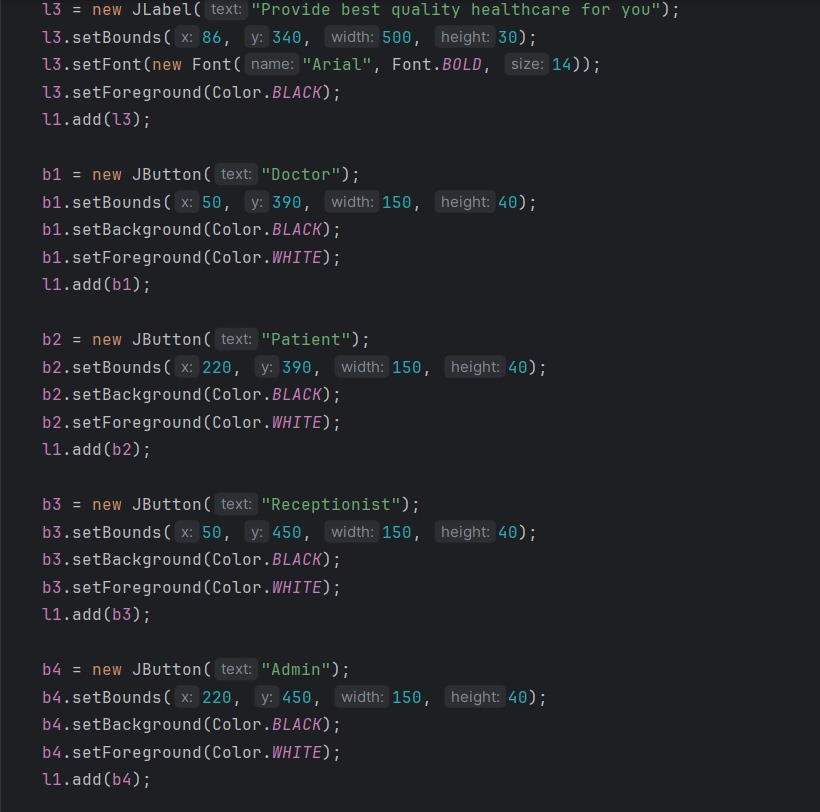 l3 = new JLabel( text: "Provide best quality healthcare for you");
l3.setBounds( x: 86, y: 340, width: 500, height: 30);
l3.setFont(new Font( name: "Arial", Font.BOLD, size: 14));
l3.setForeground(Color.BLACK);
l1.add(l3);
b1 = new JButton( text: "Doctor");
b1.setBounds( x: 50, y: 390, width: 150, height: 40);
b1.setBackground(Color.BLACK);
b1.setForeground(Color.WHITE);
l1.add(b1);
b2 = new JButton( text: "Patient");
b2.setBounds( x: 220, y: 390, width: 150, height: 40);
b2.setBackground(Color.BLACK);
b2.setForeground(Color.WHITE);
l1.add(b2);
b3 = new JButton( text: "Receptionist");
b3.setBounds( x: 50, y: 450, width: 150, height: 40);
b3.setBackground(Color.BLACK);
b3.setForeground(Color.WHITE);
l1.add(b3);
b4 = new JButton( text: "Admin");
b4.setBounds( x: 220, y: 450, width: 150, height: 40);
b4.setBackground(Color.BLACK);
b4.setForeground(Color.WHITE);
l1.add(b4);